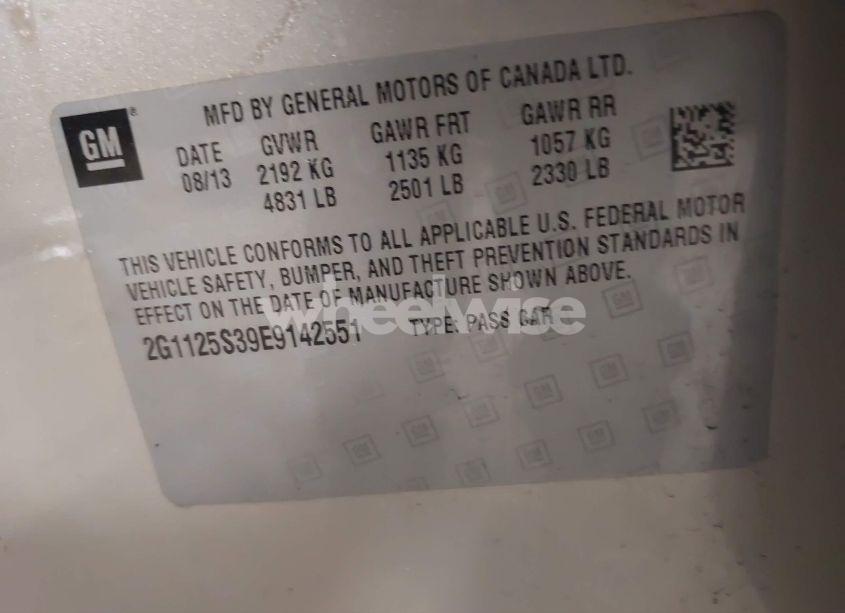 GM
MFD BY GENERAL MOTORS OF CANADA LTD.
DATE GVWR GAWR FRT GAWR RR
08/13 2192 KG 1135 KG 1057 KG
4831 LB 2501 LB 2330 LB
THIS VEHICLE CONFORMS TO ALL APPLICABLE U.S. FEDERAL MOTOR
VEHICLE SAFETY, BUMPER, AND THEFT PREVENTION STANDARDS IN
EFFECT ON THE DATE OF MANUFACTURE SHOWN ABOVE.
2G1125S39E9142551 TYPE: PASS CAR
wheelwise